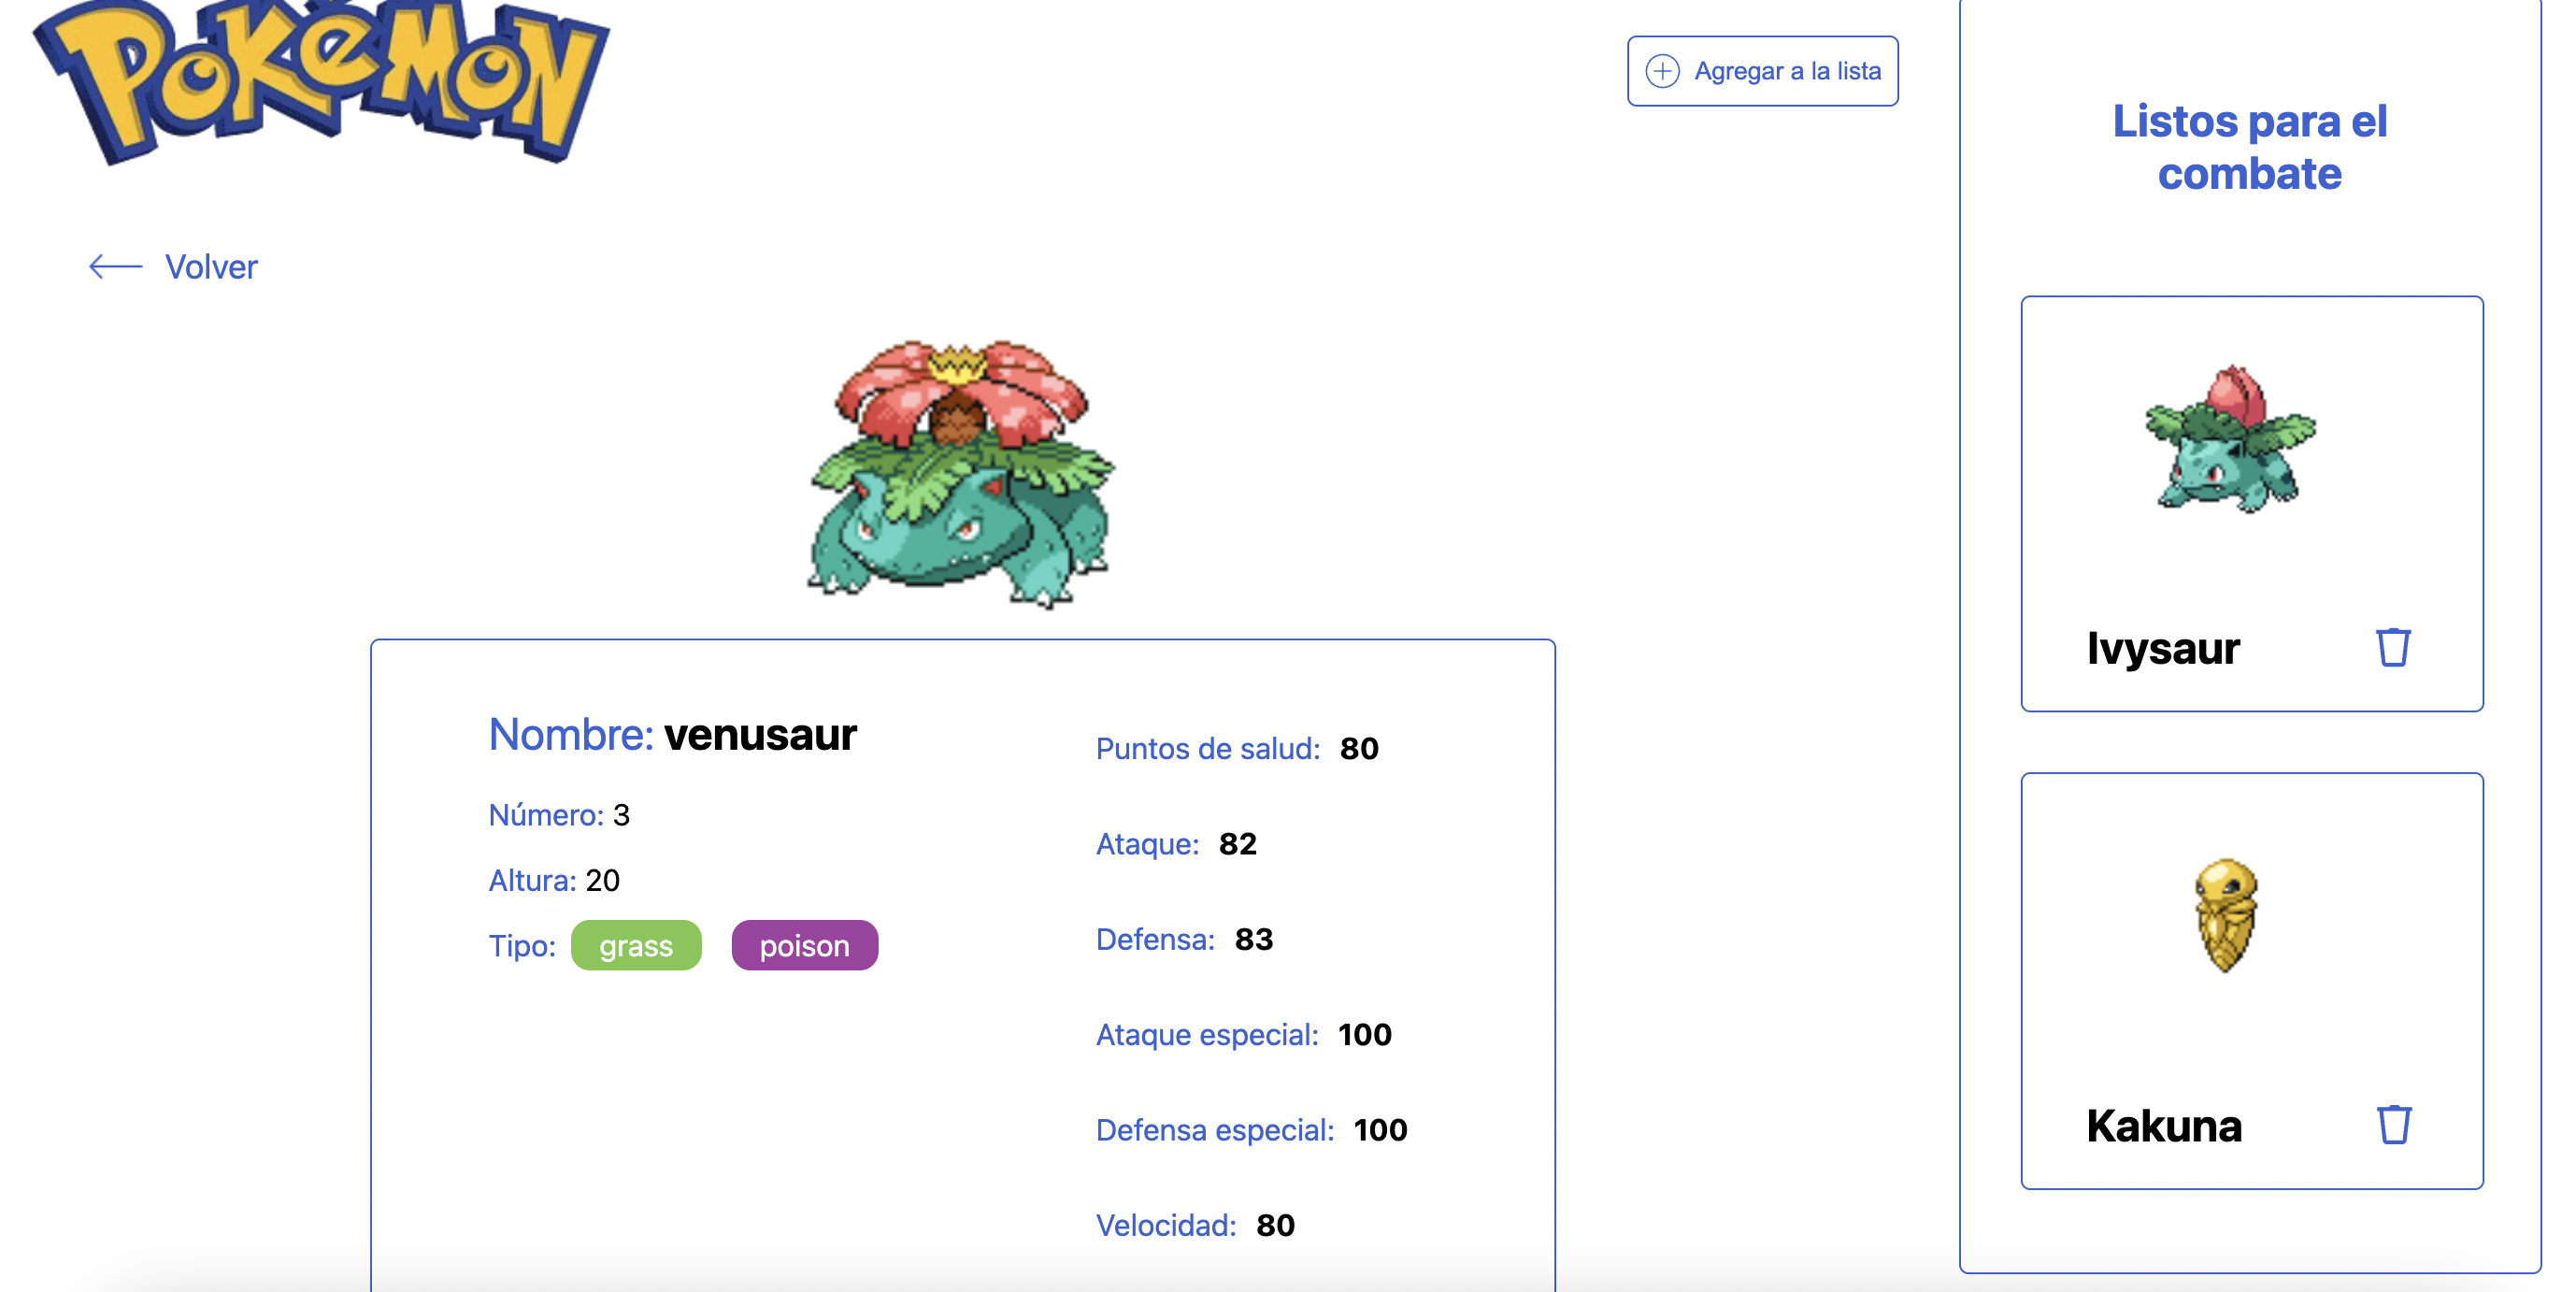 POKéMON
Agregar a la lista
Volver
Nombre: venusaur
Número: 3
Altura: 20
Tipo: grass poison
Puntos de salud: 80
Ataque: 82
Defensa: 83
Ataque especial: 100
Defensa especial: 100
Velocidad: 80
Listos para el
combate
Ivysaur
Kakuna